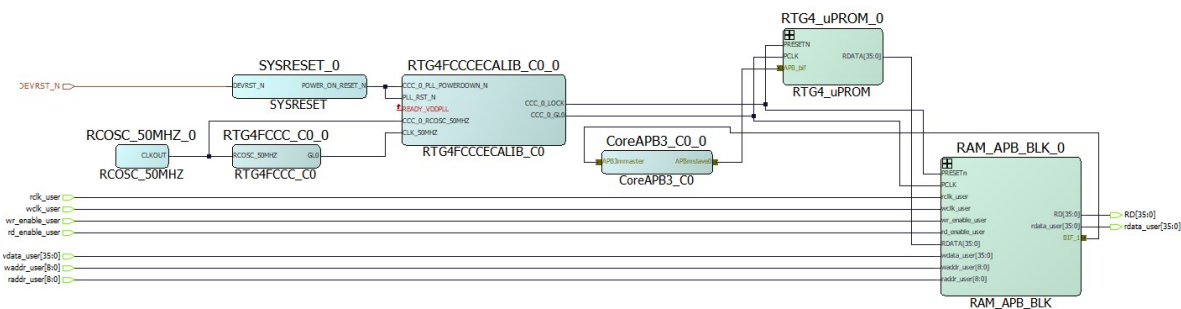 RTG4_uPROM_0
PRESETN
PCLK
RDATA[35:0]
APB_bif
RTG4_uPROM
SYSRESET_0
DEVRST_N
DEVRST_N
POWER_ON_RESET_N
SYSRESET
RTG4FCCCECALIB_C0_0
CCC_0_PLL_POWERDOWN_N
PLL_RST_N
READY_VDDPLL
CCC_0_RCOSC_50MHZ
CLK_50MHZ
CCC_0_LOCK
CCC_0_GL0
RTG4FCCCECALIB_C0
RCOSC_50MHZ_0
CLKOUT
RCOSC_50MHZ
RTG4FCCC_C0_0
RCOSC_50MHZ
GL0
RTG4FCCC_C0
CoreAPB3_C0_0
APB3mmaster
APBmslave0
CoreAPB3_C0
RAM_APB_BLK_0
PRESETn
PCLK
rclk_user
wclk_user
wr_enable_user
rd_enable_user
RDATA[35:0]
wdata_user[35:0]
waddr_user[8:0]
raddr_user[8:0]
RD[35:0]
rdata_user[35:0]
BIF_1
RAM_APB_BLK
rclk_user
wclk_user
wr_enable_user
rd_enable_user
wdata_user[35:0]
waddr_user[8:0]
raddr_user[8:0]
RD[35:0]
rdata_user[35:0]